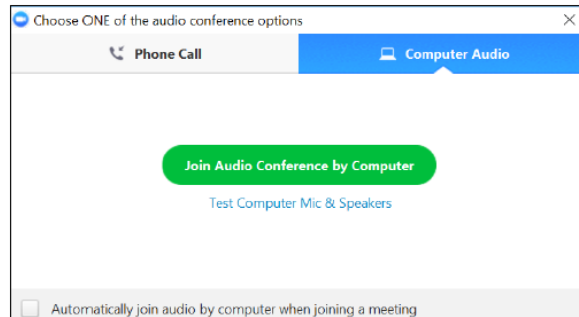 Choose ONE of the audio conference options
Phone Call
Computer Audio
Join Audio Conference by Computer
Test Computer Mic & Speakers
Automatically join audio by computer when joining a meeting